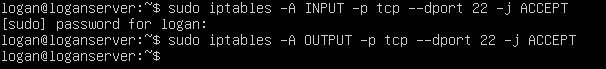 logan@loganserver:~$ sudo iptables -A INPUT -p tcp --dport 22 -j ACCEPT
[sudo] password for logan:
logan@loganserver:~$ sudo iptables -A OUTPUT -p tcp --dport 22 -j ACCEPT
logan@loganserver:~$